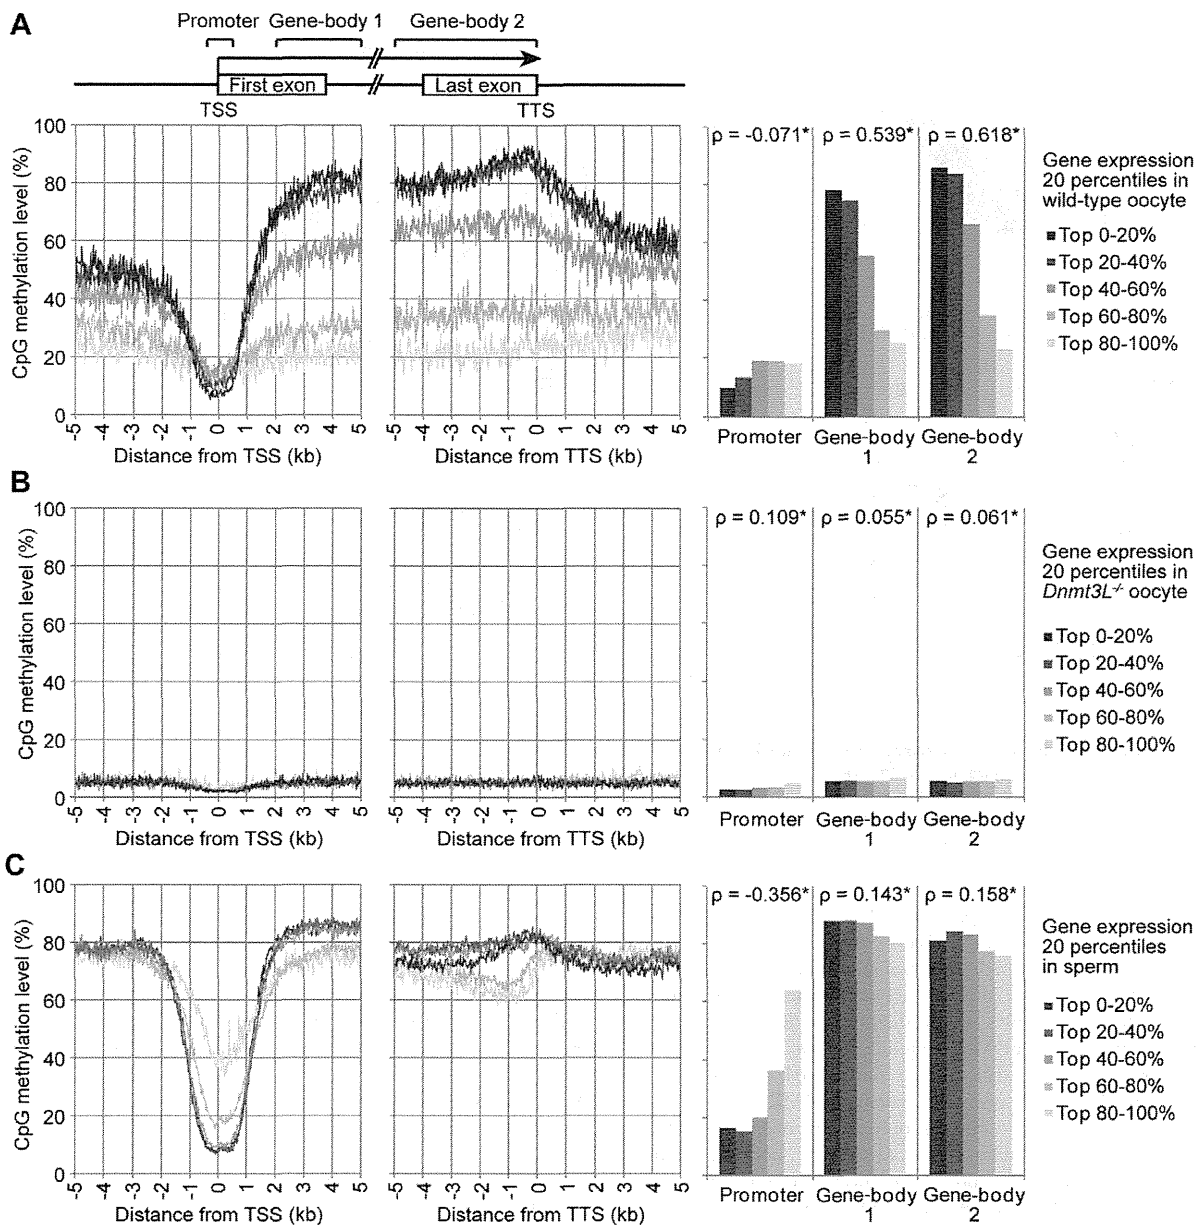 A
Promoter Gene-body 1 Gene-body 2
First exon Last exon
TSS TTS
CpG methylation level (%)
100
80
60
40
20
0
-5 -4 -3 -2 -1 0 1 2 3 4 5
Distance from TSS (kb)
-5 -4 -3 -2 -1 0 1 2 3 4 5
Distance from TTS (kb)
ρ = -0.071* ρ = 0.539* ρ = 0.618*
Promoter Gene-body 1 Gene-body 2
Gene expression
20 percentiles in
wild-type oocyte
Top 0-20%
Top 20-40%
Top 40-60%
Top 60-80%
Top 80-100%
B
CpG methylation level (%)
100
80
60
40
20
0
-5 -4 -3 -2 -1 0 1 2 3 4 5
Distance from TSS (kb)
-5 -4 -3 -2 -1 0 1 2 3 4 5
Distance from TTS (kb)
ρ = 0.109* ρ = 0.055* ρ = 0.061*
Promoter Gene-body 1 Gene-body 2
Gene expression
20 percentiles in
Dnmt3L-/- oocyte
Top 0-20%
Top 20-40%
Top 40-60%
Top 60-80%
Top 80-100%
C
CpG methylation level (%)
100
80
60
40
20
0
-5 -4 -3 -2 -1 0 1 2 3 4 5
Distance from TSS (kb)
-5 -4 -3 -2 -1 0 1 2 3 4 5
Distance from TTS (kb)
ρ = -0.356* ρ = 0.143* ρ = 0.158*
Promoter Gene-body 1 Gene-body 2
Gene expression
20 percentiles
in sperm
Top 0-20%
Top 20-40%
Top 40-60%
Top 60-80%
Top 80-100%